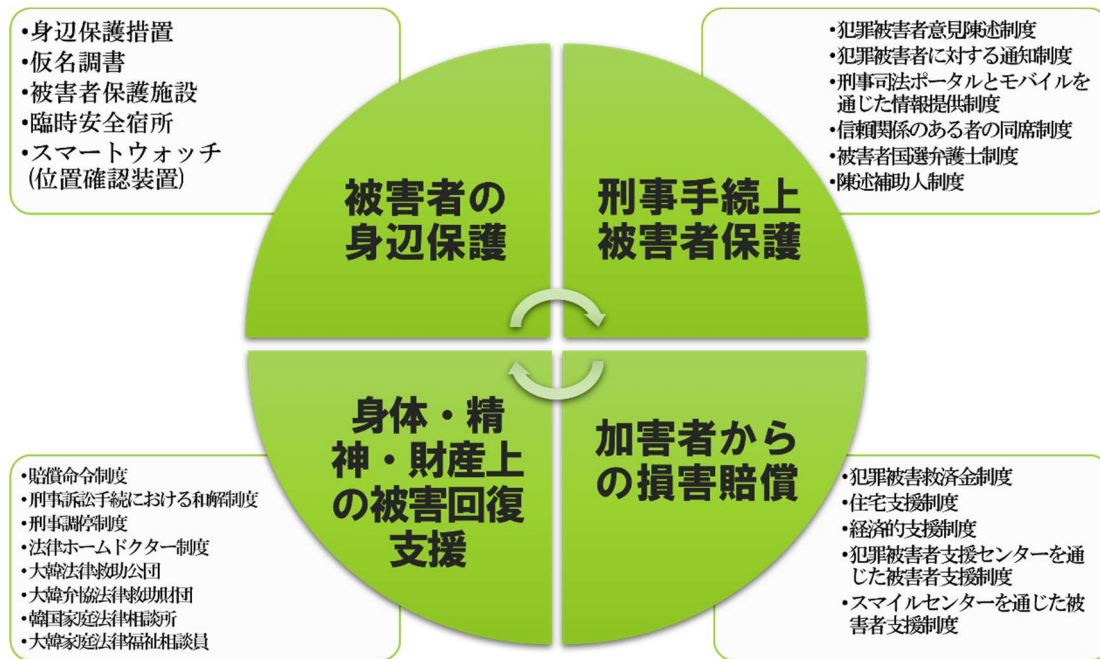 ・身辺保護措置
・仮名調書
・被害者保護施設
・臨時安全宿所
・スマートウォッチ
(位置確認装置)
・犯罪被害者意見陳述制度
・犯罪被害者に対する通知制度
・刑事司法ポータルとモバイルを
通じた情報提供制度
・信頼関係のある者の同席制度
・被害者国選弁護士制度
・陳述補助人制度
被害者の
身辺保護
刑事手続上
被害者保護
身体・精
神・財産上
の被害回復
支援
加害者から
の損害賠償
・賠償命令制度
・刑事訴訟手続における和解制度
・刑事調停制度
・法律ホームドクター制度
・大韓法律救助公団
・大韓弁協法律救助財団
・韓国家庭法律相談所
・大韓家庭法律福祉相談員
・犯罪被害救済金制度
・住宅支援制度
・経済的支援制度
・犯罪被害者支援センターを通
じた被害者支援制度
・スマイルセンターを通じた被
害者支援制度